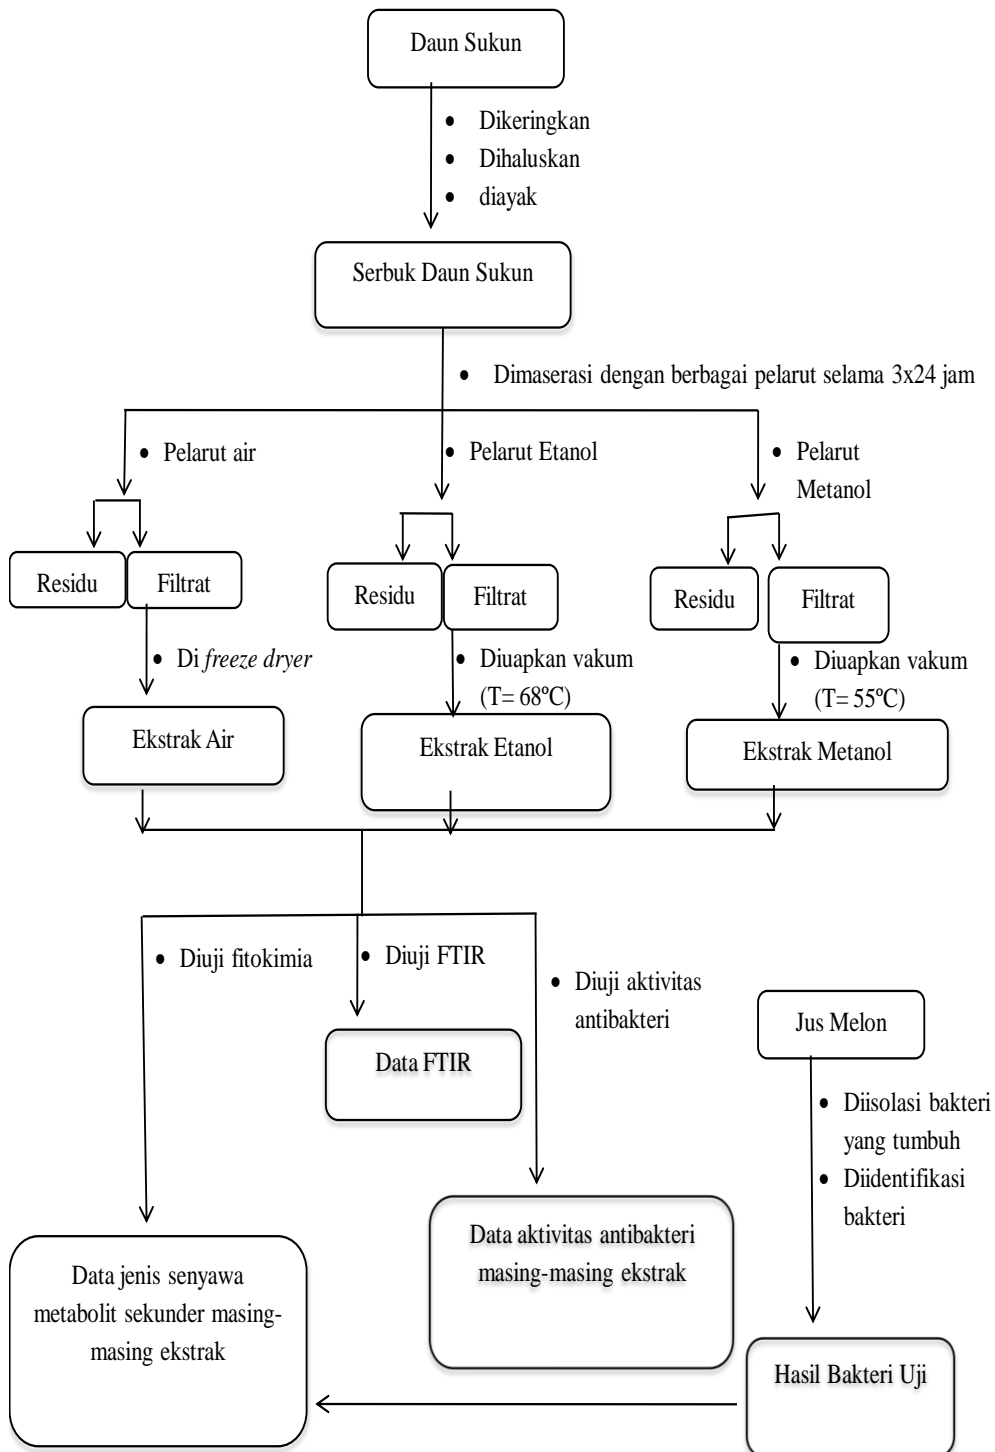 Daun Sukun
• Dikeringkan
• Dihaluskan
• diayak
Serbuk Daun Sukun
• Dimaserasi dengan berbagai pelarut selama 3x24 jam
• Pelarut air
• Pelarut Etanol
• Pelarut
Metanol
Residu
Filtrat
Residu
Filtrat
Residu
Filtrat
• Di freeze dryer
• Diuapkan vakum
(T= 68ºC)
• Diuapkan vakum
(T= 55ºC)
Ekstrak Air
Ekstrak Etanol
Ekstrak Metanol
• Diuji fitokimia
• Diuji FTIR
• Diuji aktivitas
antibakteri
Data FTIR
Jus Melon
• Diisolasi bakteri
yang tumbuh
• Diidentifikasi
bakteri
Data aktivitas antibakteri
masing-masing ekstrak
Data jenis senyawa
metabolit sekunder masing-
masing ekstrak
Hasil Bakteri Uji